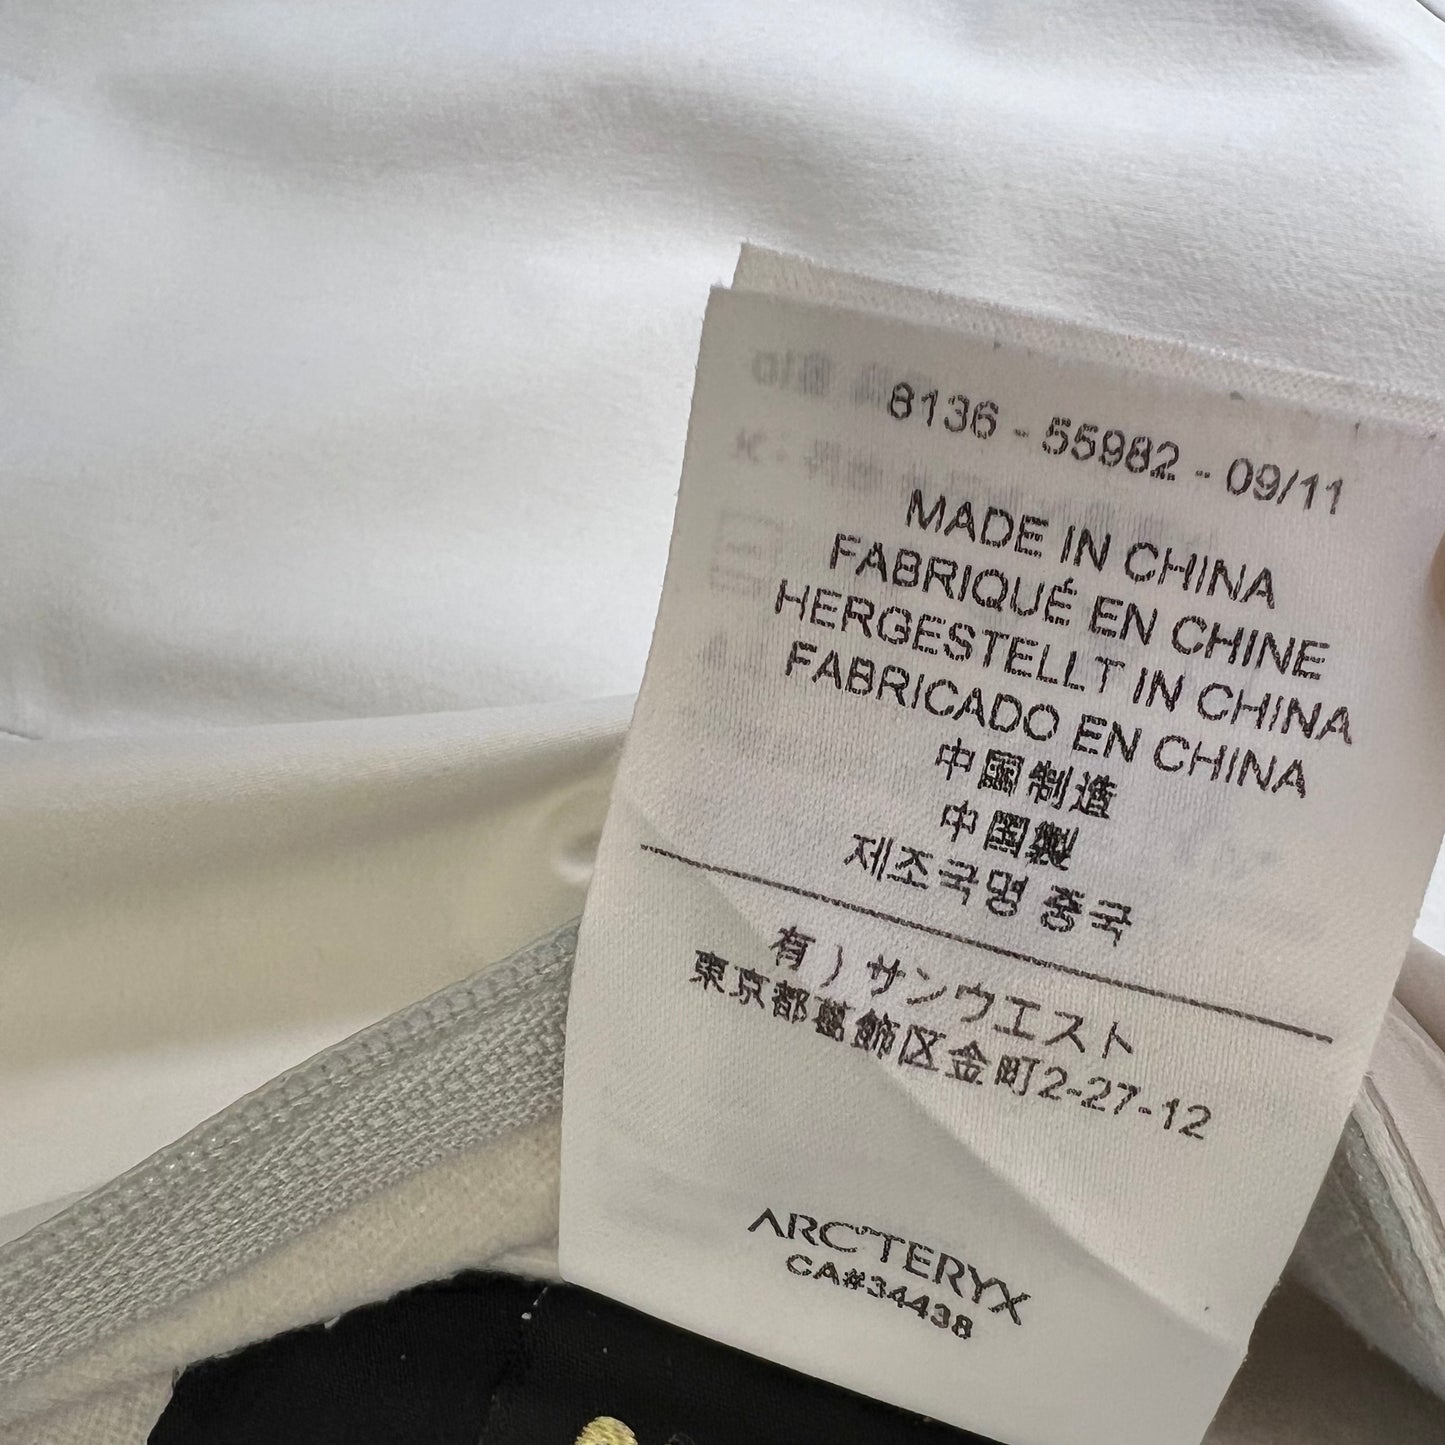 8136 - 55982 - 09/11
MADE IN CHINA
FABRIQUÉ EN CHINE
HERGESTELLT IN CHINA
FABRICADO EN CHINA
中国制造
中国製
제조국명 중국
有）サンウエスト
東京都葛飾区金町2-27-12
ARC'TERYX
CA#34438